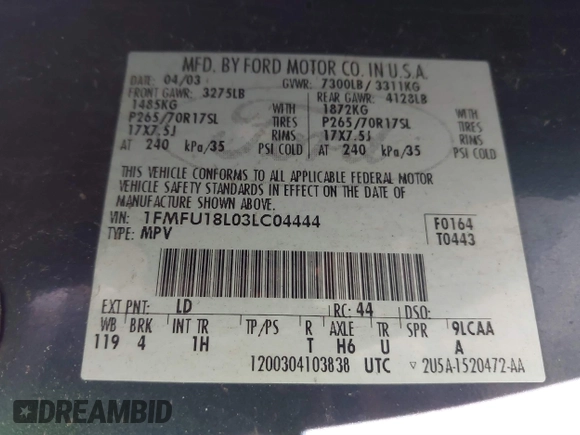 MFD. BY FORD MOTOR CO. IN U.S.A.
DATE: 04/03 GVWR: 7300LB/ 3311KG
FRONT GAWR: 3275LB REAR GAWR: 4128LB
1485KG WITH 1872KG WITH
P265/70R17SL TIRES P265/70R17SL TIRES
17X7.5J RIMS 17X7.5J RIMS
AT 240 kPa/35 PSI COLD AT 240 kPa/35 PSI COLD
Ford
THIS VEHICLE CONFORMS TO ALL APPLICABLE FEDERAL MOTOR
VEHICLE SAFETY STANDARDS IN EFFECT ON THE DATE OF
MANUFACTURE SHOWN ABOVE.
VIN: 1FMFU18L03LC04444 F0164
TYPE: MPV T0443
EXT PNT: LD RC: 44 DSO:
WB BRK INT TR TP/PS R AXLE TR SPR 9LCAA
119 4 1H T H6 U A
1200304103838 UTC ▽ 2U5A-1520472-AA
DREAMBID